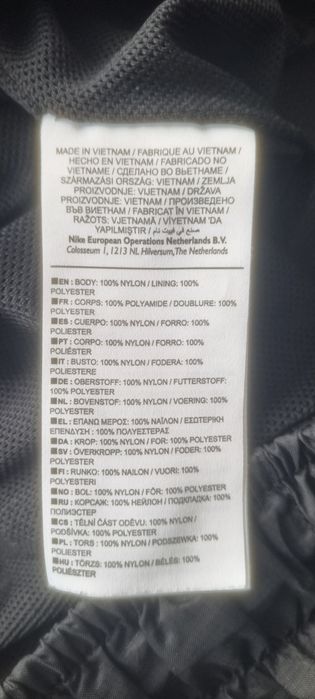 MADE IN VIETNAM / FABRIQUE AU VIETNAM /
HECHO EN VIETNAM / FABRICADO NO
VIETNAME / СДЕЛАНО ВО ВЬЕТНАМЕ /
SZÁRMAZÁSI ORSZÁG: VIETNAM / ZEMLJA
PROIZVODNJE: VIJETNAM / DRŽAVA
PROIZVODNJE: VIETNAM / ПРОИЗВЕДЕНО
ВЪВ ВИЕТНАМ / FABRICAT ÎN VIETNAM /
RAŽOTS: VJETNAMĀ / VİYETNAM 'DA
YAPILMIŞTIR / صنع في فيتنام
Nike European Operations Netherlands B.V.
Colosseum 1, 1213 NL Hilversum, The Netherlands
■EN : BODY: 100% NYLON / LINING: 100%
POLYESTER
■FR : CORPS: 100% POLYAMIDE / DOUBLURE: 100%
POLYESTER
■ES : CUERPO: 100% NYLON / FORRO: 100%
POLIÉSTER
■PT : CORPO: 100% NYLON / FORRO: 100%
POLIÉSTER
■IT : BUSTO: 100% NYLON / FODERA: 100%
POLIESTERE
■DE : OBERSTOFF: 100% NYLON / FUTTERSTOFF:
100% POLYESTER
■NL : BOVENSTOF: 100% NYLON / VOERING: 100%
POLYESTER
■EL : ΕΠΑΝΩ ΜΕΡΟΣ: 100% ΝΑΪΛΟΝ / ΕΣΩΤΕΡΙΚΗ
ΕΠΕΝΔΥΣΗ : 100% ΠΟΛΥΕΣΤΕΡΑΣ
■DA : KROP: 100% NYLON / FOR: 100% POLYESTER
■SV : ÖVERKROPP: 100% NYLON / FODER: 100%
POLYESTER
■FI : RUNKO: 100% NAILON / VUORI: 100%
POLYESTERI
■NO : BOL: 100% NYLON / FÔR: 100% POLYESTER
■RU : КОРСАЖ: 100% НЕЙЛОН / ПОДКЛАДКА: 100%
ПОЛИЭСТЕР
■CS : TĚLNÍ ČÁST ODĚVU: 100% NYLON /
PODŠÍVKA: 100% POLYESTER
■PL : TORS : 100% NYLON / PODSZEWKA: 100%
POLIESTER
■HU : TÖRZS: 100% NYLON / BÉLÉS: 100%
POLIÉSZTER